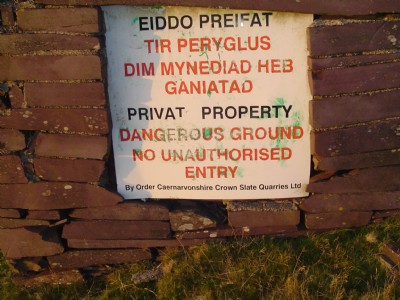 EIDDO PREIFAT
TIR PERYGLUS
DIM MYNEDIAD HEB
GANIATAD
PRIVAT PROPERTY
DANGEROUS GROUND
NO UNAUTHORISED
ENTRY
By Order Caernarvonshire Crown Slate Quarries Ltd